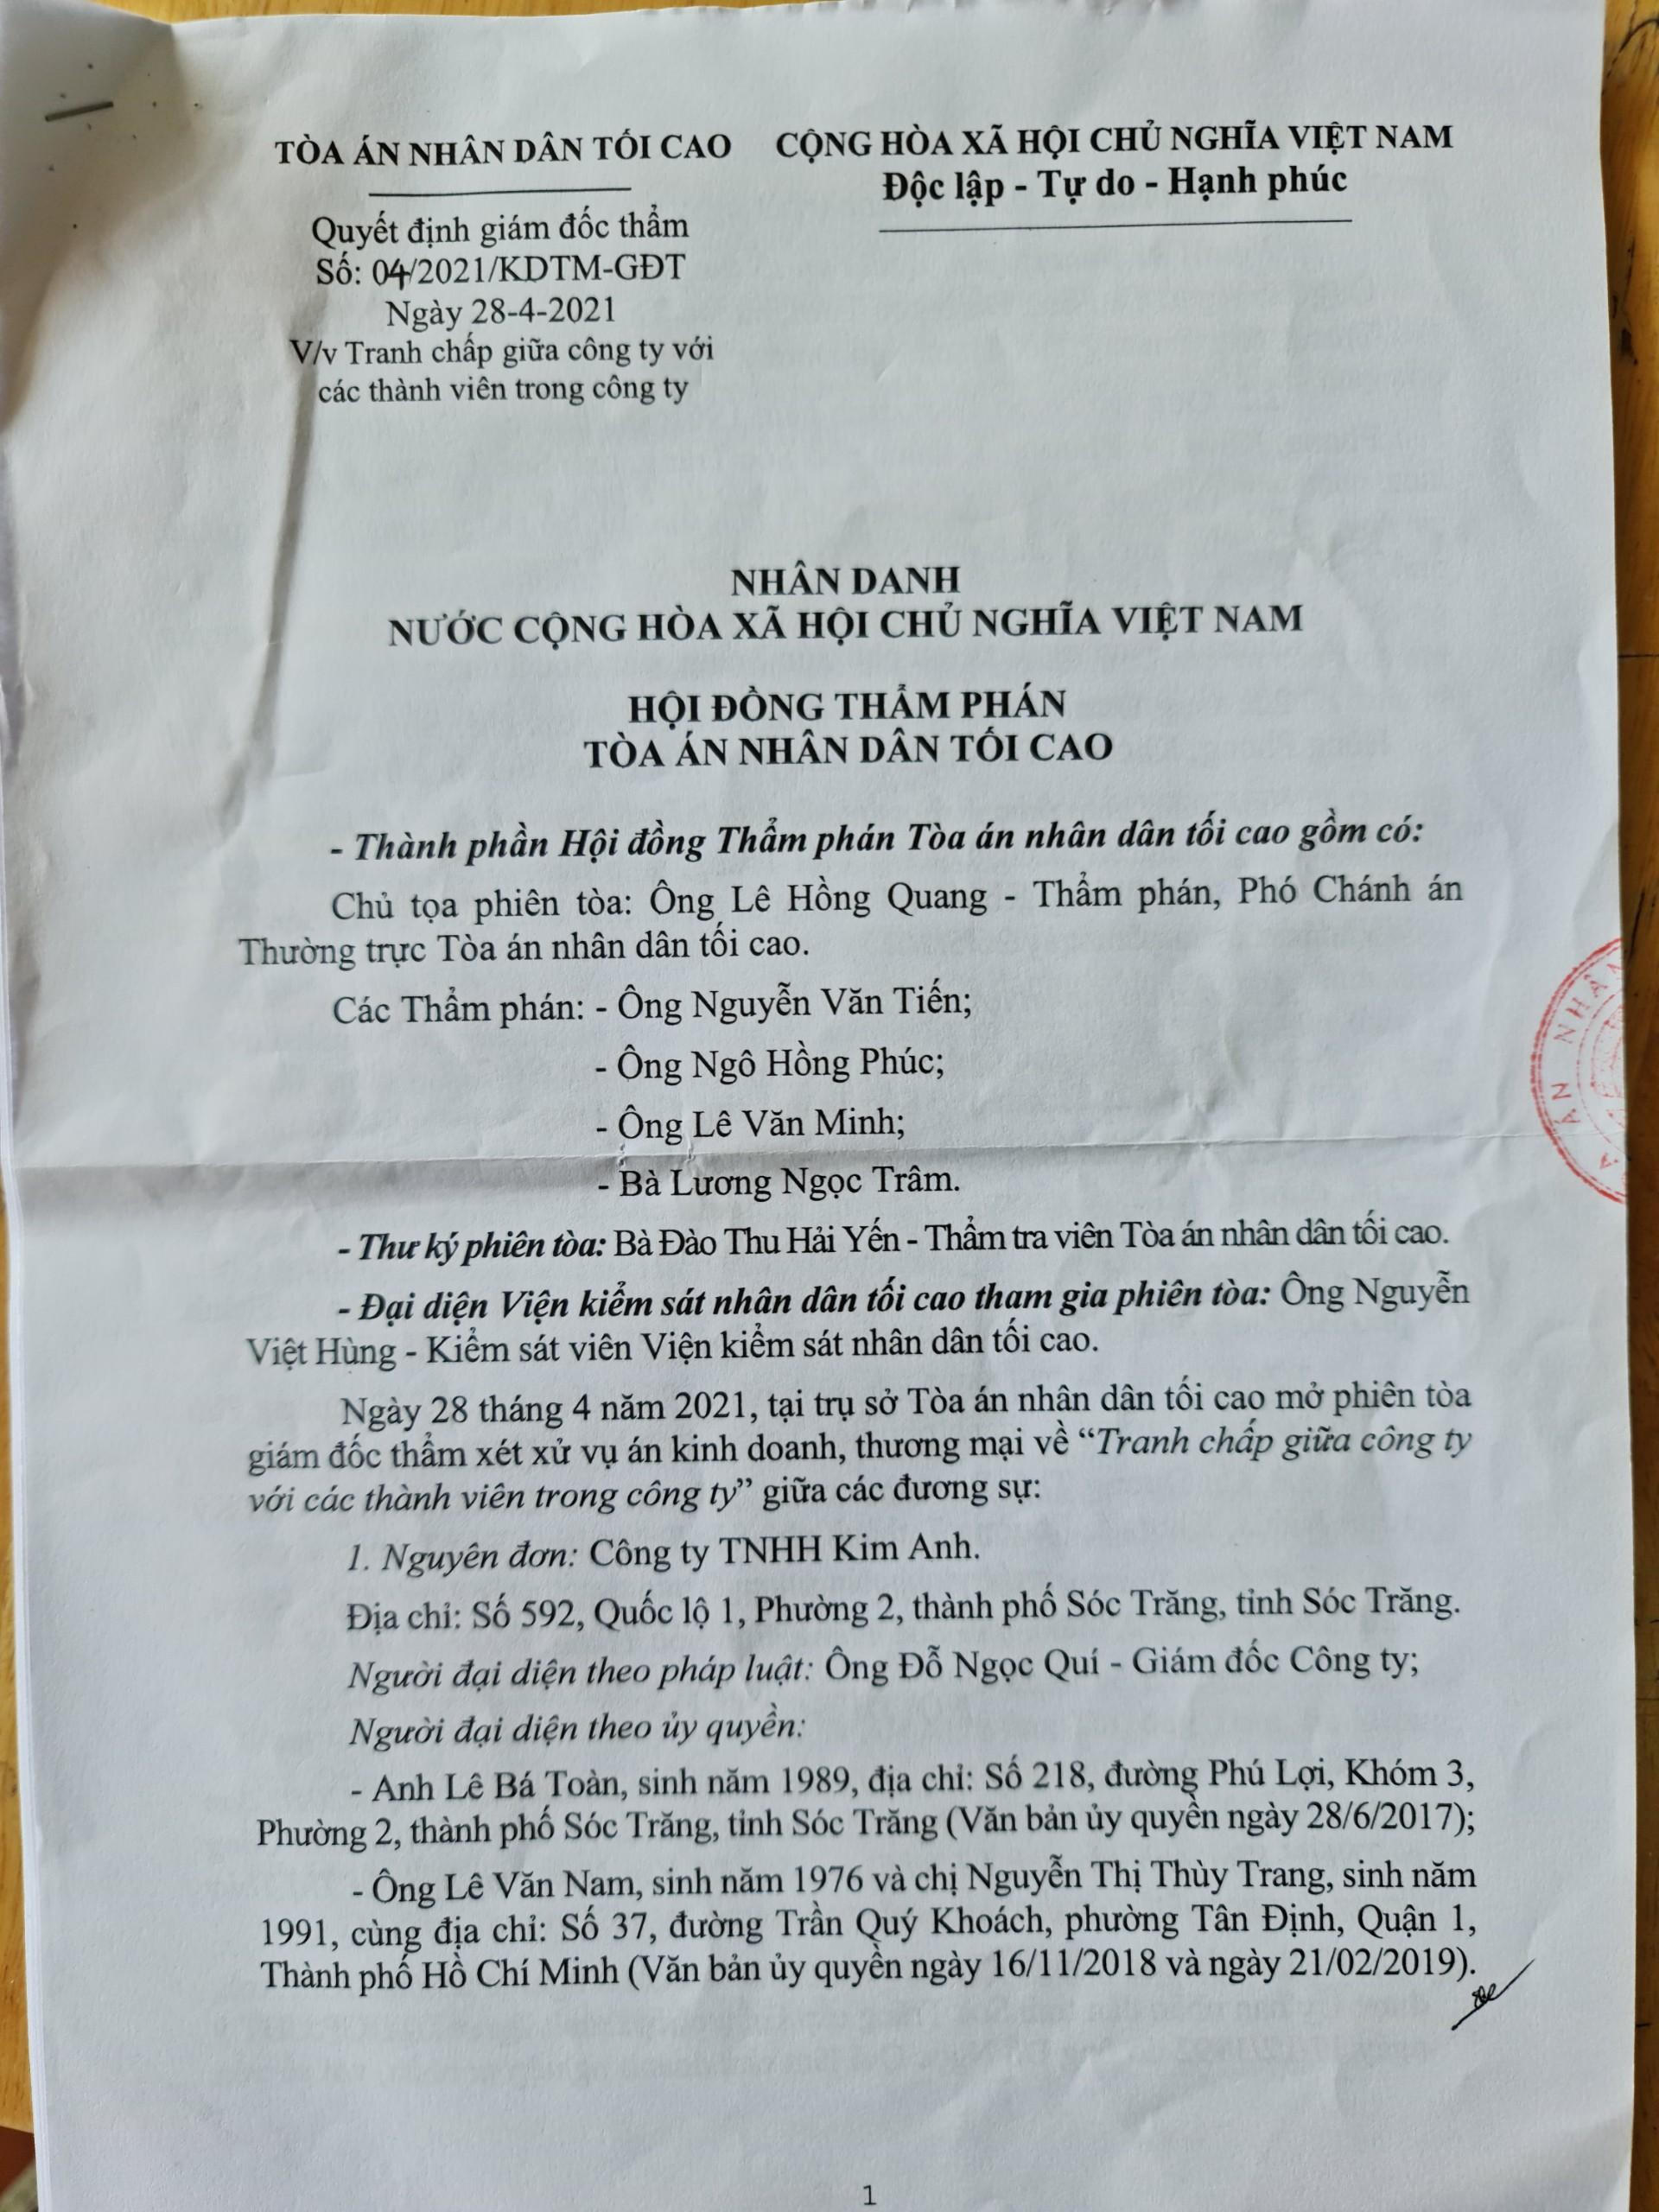 TÒA ÁN NHÂN DÂN TỐI CAO
CỘNG HÒA XÃ HỘI CHỦ NGHĨA VIỆT NAM
Độc lập - Tự do - Hạnh phúc
Quyết định giám đốc thẩm
Số: 04/2021/KDTM-GĐT
Ngày 28-4-2021
V/v Tranh chấp giữa công ty với
các thành viên trong công ty
NHÂN DANH
NƯỚC CỘNG HÒA XÃ HỘI CHỦ NGHĨA VIỆT NAM
HỘI ĐỒNG THẨM PHÁN
TÒA ÁN NHÂN DÂN TỐI CAO
- Thành phần Hội đồng Thẩm phán Tòa án nhân dân tối cao gồm có:
Chủ tọa phiên tòa: Ông Lê Hồng Quang - Thẩm phán, Phó Chánh án
Thường trực Tòa án nhân dân tối cao.
Các Thẩm phán: - Ông Nguyễn Văn Tiến;
- Ông Ngô Hồng Phúc;
- Ông Lê Văn Minh;
- Bà Lương Ngọc Trâm.
ÁN NHÂN
- Thư ký phiên tòa: Bà Đào Thu Hải Yến - Thẩm tra viên Tòa án nhân dân tối cao.
- Đại diện Viện kiểm sát nhân dân tối cao tham gia phiên tòa: Ông Nguyễn
Việt Hùng - Kiểm sát viên Viện kiểm sát nhân dân tối cao.
Ngày 28 tháng 4 năm 2021, tại trụ sở Tòa án nhân dân tối cao mở phiên tòa
giám đốc thẩm xét xử vụ án kinh doanh, thương mại về “Tranh chấp giữa công ty
với các thành viên trong công ty” giữa các đương sự:
1. Nguyên đơn: Công ty TNHH Kim Anh.
Địa chỉ: Số 592, Quốc lộ 1, Phường 2, thành phố Sóc Trăng, tỉnh Sóc Trăng.
Người đại diện theo pháp luật: Ông Đỗ Ngọc Quí - Giám đốc Công ty;
Người đại diện theo ủy quyền:
- Anh Lê Bá Toàn, sinh năm 1989, địa chỉ: Số 218, đường Phú Lợi, Khóm 3,
Phường 2, thành phố Sóc Trăng, tỉnh Sóc Trăng (Văn bản ủy quyền ngày 28/6/2017);
- Ông Lê Văn Nam, sinh năm 1976 và chị Nguyễn Thị Thùy Trang, sinh năm
1991, cùng địa chỉ: Số 37, đường Trần Quý Khoách, phường Tân Định, Quận 1,
Thành phố Hồ Chí Minh (Văn bản ủy quyền ngày 16/11/2018 và ngày 21/02/2019).
1